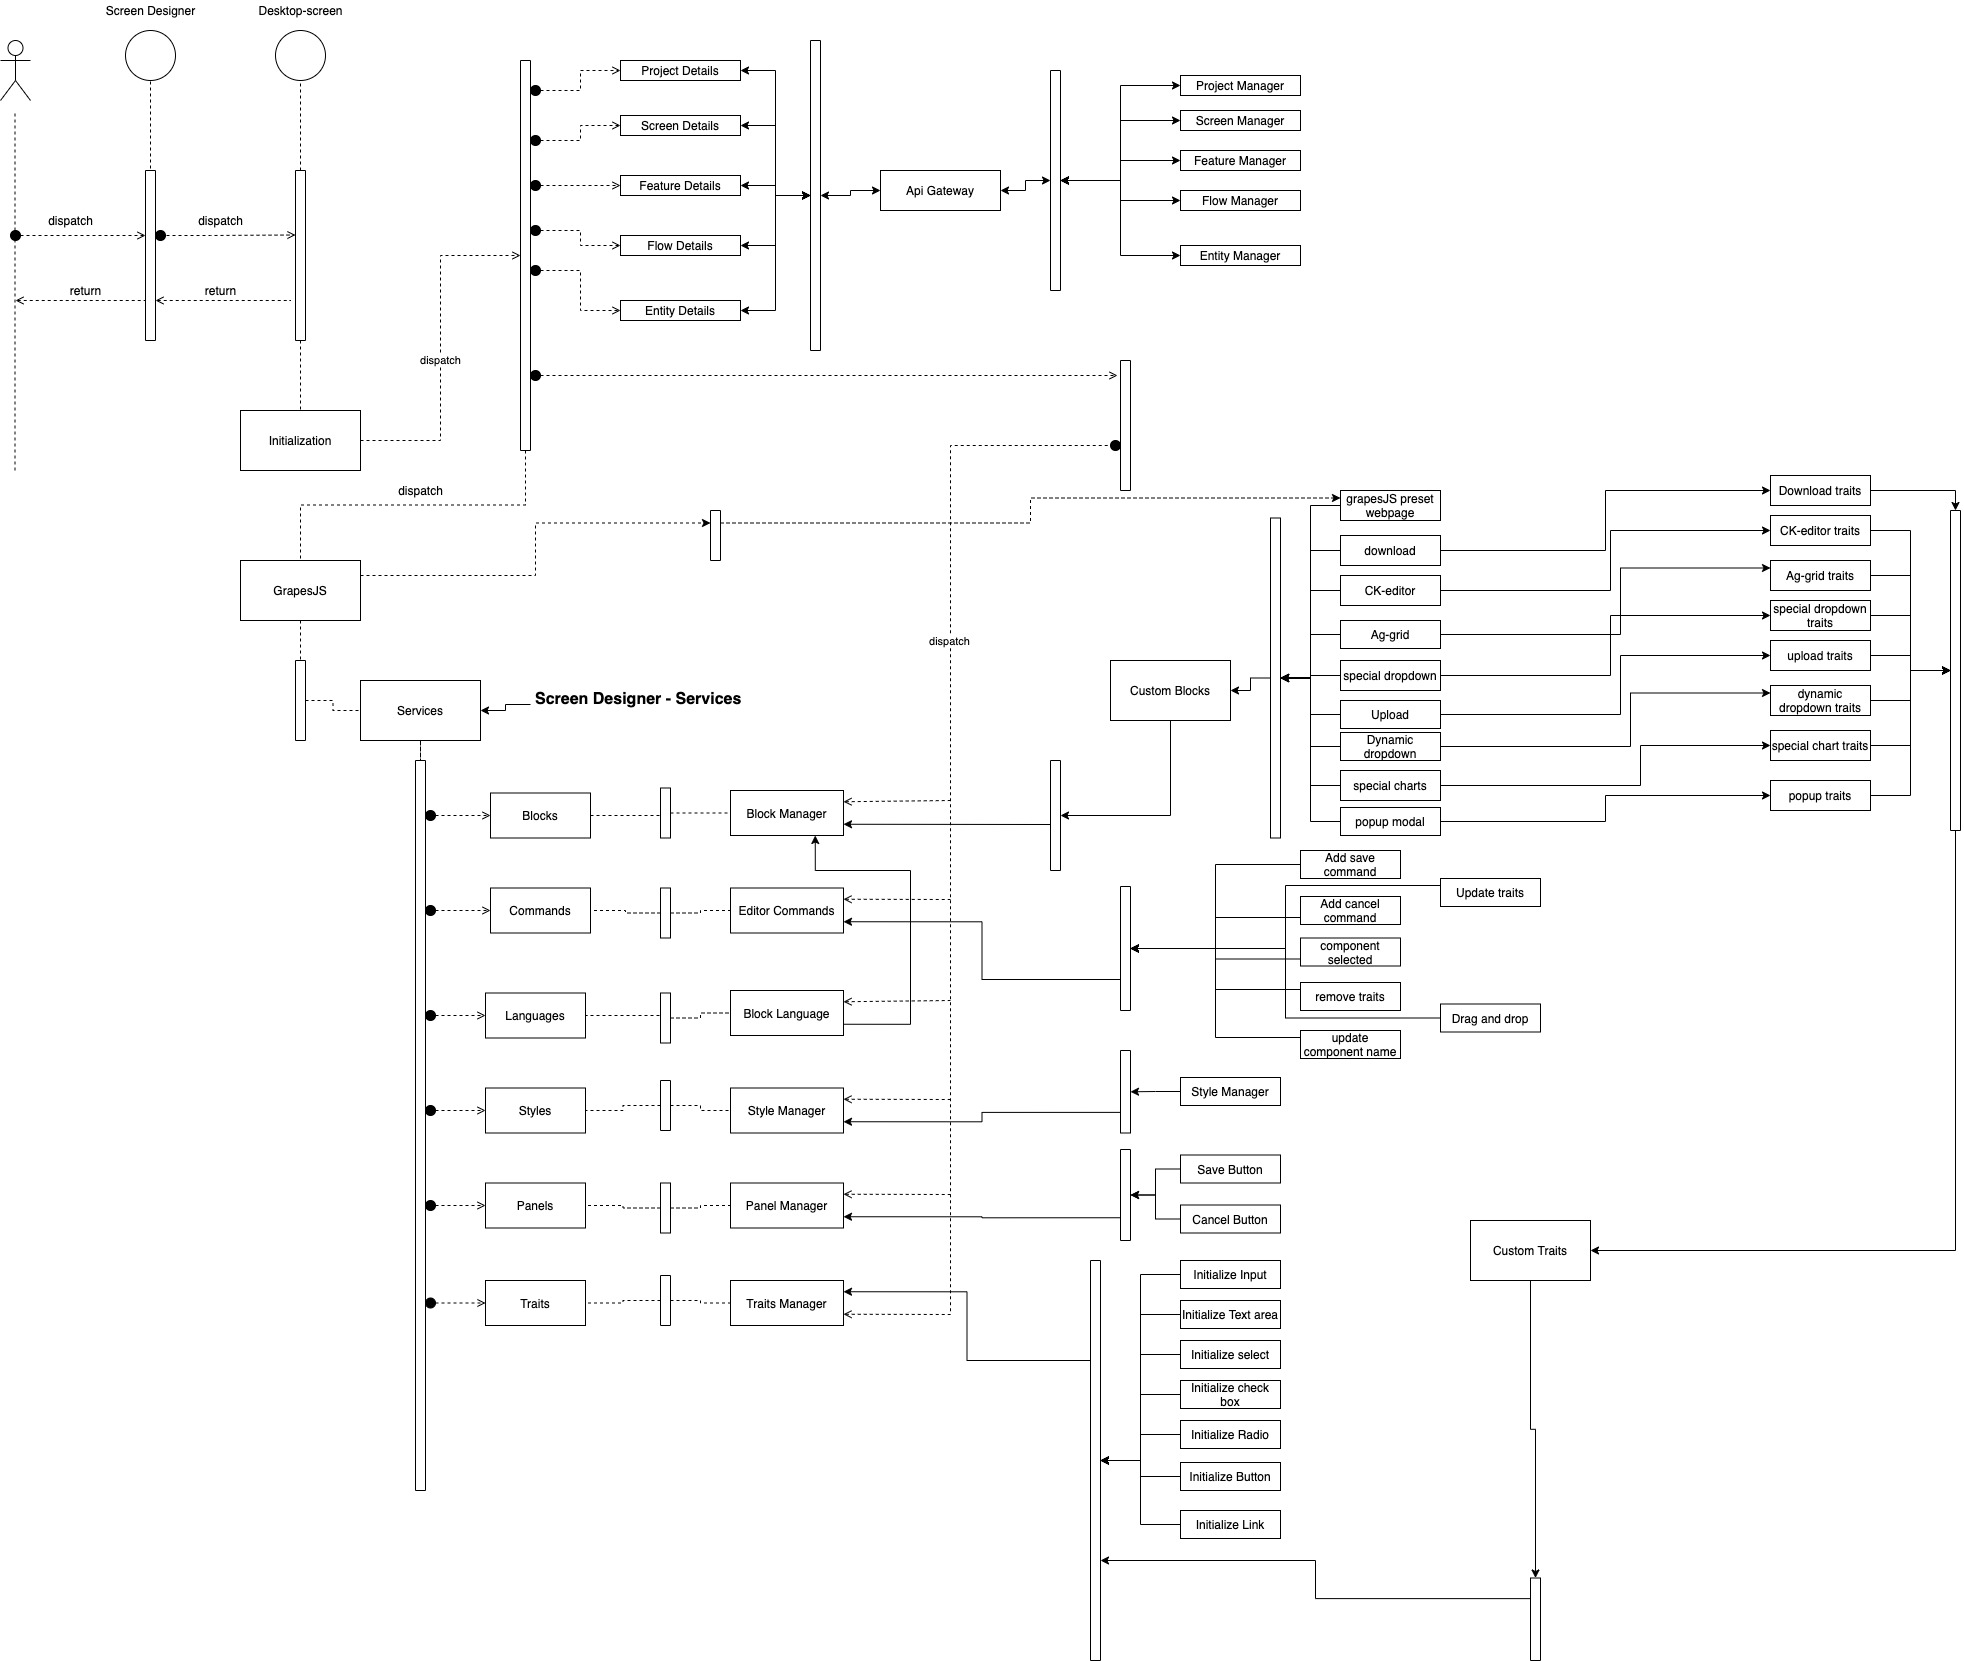 Screen Designer
Desktop-screen
dispatch
dispatch
return
return
Initialization
dispatch
dispatch
GrapesJS
Project Details
Screen Details
Feature Details
Flow Details
Entity Details
Api Gateway
Project Manager
Screen Manager
Feature Manager
Flow Manager
Entity Manager
Services
Screen Designer - Services
dispatch
Blocks
Block Manager
Commands
Editor Commands
Languages
Block Language
Styles
Style Manager
Panels
Panel Manager
Traits
Traits Manager
Custom Blocks
grapesJS preset
webpage
download
CK-editor
Ag-grid
special dropdown
Upload
Dynamic
dropdown
special charts
popup modal
Download traits
CK-editor traits
Ag-grid traits
special dropdown
traits
upload traits
dynamic
dropdown traits
special chart traits
popup traits
Add save
command
Update traits
Add cancel
command
component
selected
remove traits
Drag and drop
update
component name
Style Manager
Save Button
Cancel Button
Custom Traits
Initialize Input
Initialize Text area
Initialize select
Initialize check
box
Initialize Radio
Initialize Button
Initialize Link